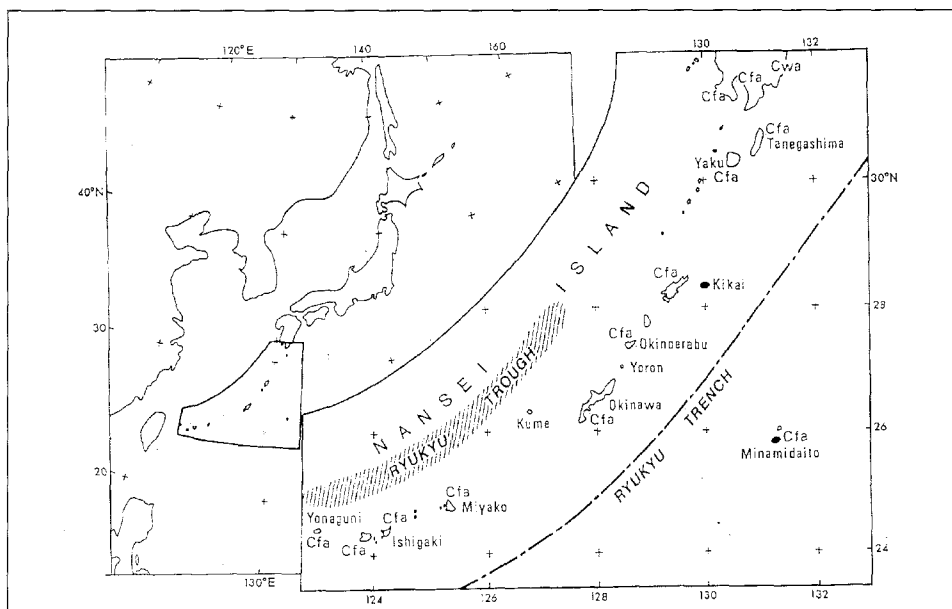 120°E 140 160
130 132
Cwa
Cfa
Cfa
Cfa
Tanegashima
Yaku
Cfa
30°N
40°N
NANSEI ISLAND
Cfa
Kikai
28
30
Cfa
Okinoerabu
Yoron
RYUKYU TROUGH
Okinawa
Cfa
Kume
RYUKYU TRENCH
Cfa
26
Minamidaito
20
Cfa
Miyako
Yonaguni
Cfa
Cfa
Cfa
Ishigaki
24
130°E
124 126 128 130 132